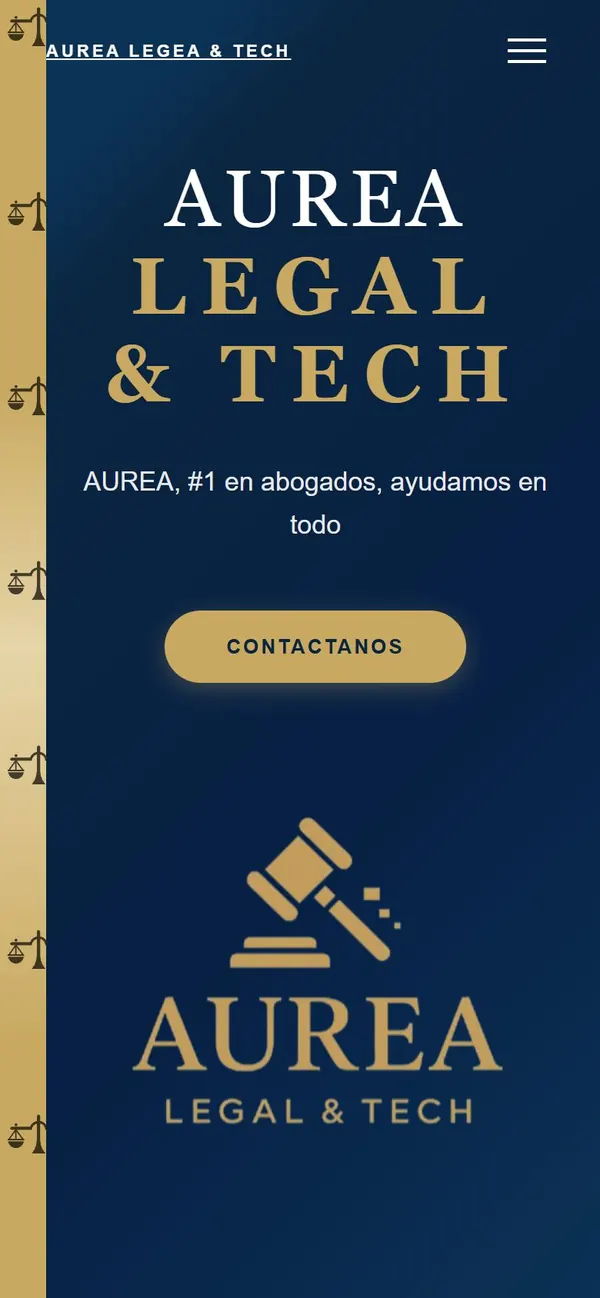 AUREA LEGEA & TECH
AUREA
LEGAL
& TECH
AUREA, #1 en abogados, ayudamos en
todo
CONTACTANOS
AUREA
LEGAL & TECH